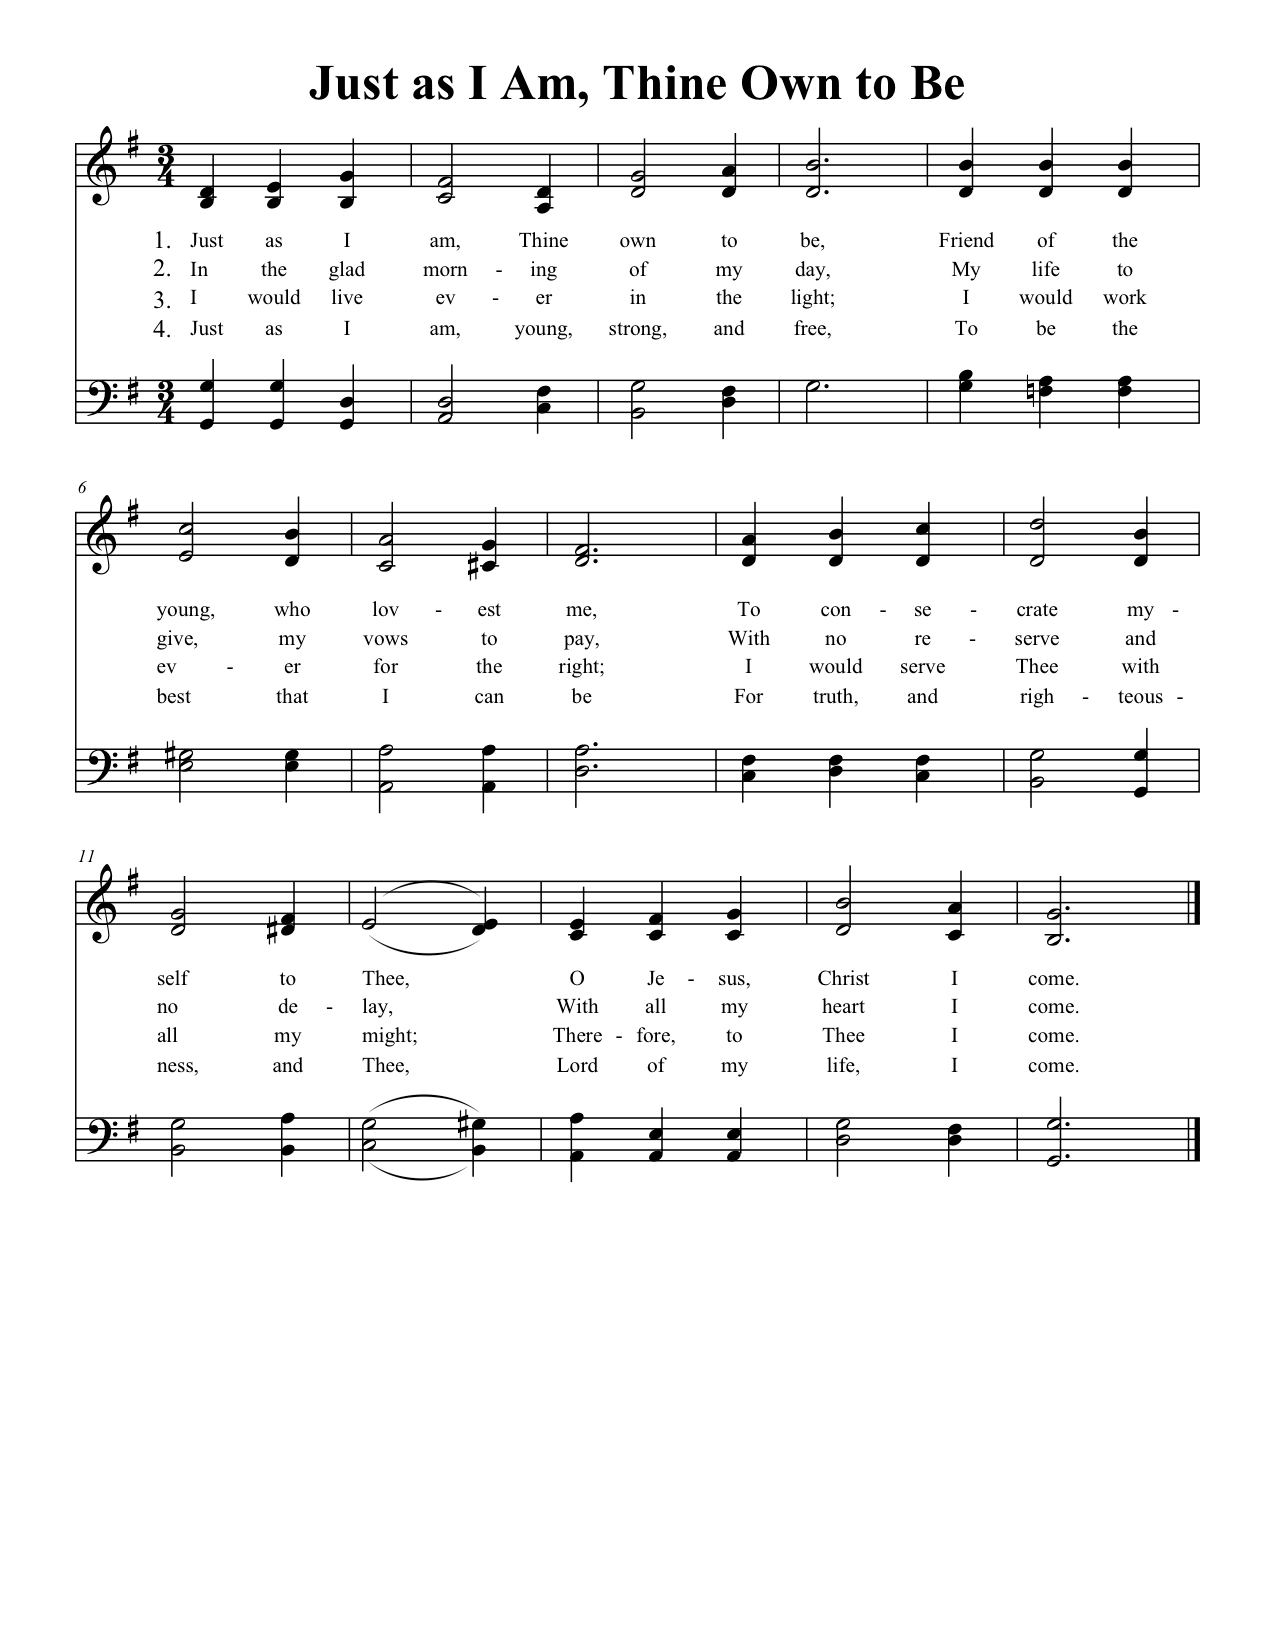 Just as I Am, Thine Own to Be
3
4
1. Just as I am, Thine own to be, Friend of the
2. In the glad morn - ing of my day, My life to
3. I would live ev - er in the light; I would work
4. Just as I am, young, strong, and free, To be the
3
4
6
young, who lov - est me, To con - se - crate my -
give, my vows to pay, With no re - serve and
ev - er for the right; I would serve Thee with
best that I can be For truth, and righ - teous -
11
self to Thee, O Je - sus, Christ I come.
no de - lay, With all my heart I come.
all my might; There - fore, to Thee I come.
ness, and Thee, Lord of my life, I come.